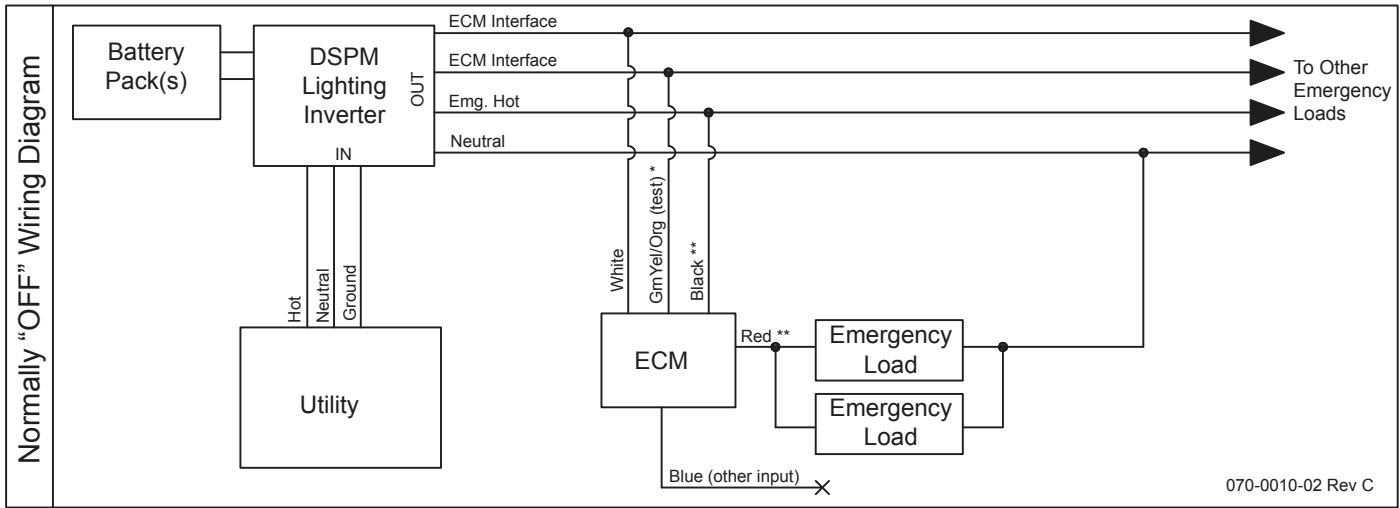 Normally “OFF” Wiring Diagram
Battery
Pack(s)
DSPM
Lighting
Inverter
OUT
IN
ECM Interface
ECM Interface
Emg. Hot
Neutral
To Other
Emergency
Loads
Hot
Neutral
Ground
Utility
White
GrnYel/Org (test) *
Black **
ECM
Red **
Emergency
Load
Emergency
Load
Blue (other input)
070-0010-02 Rev C